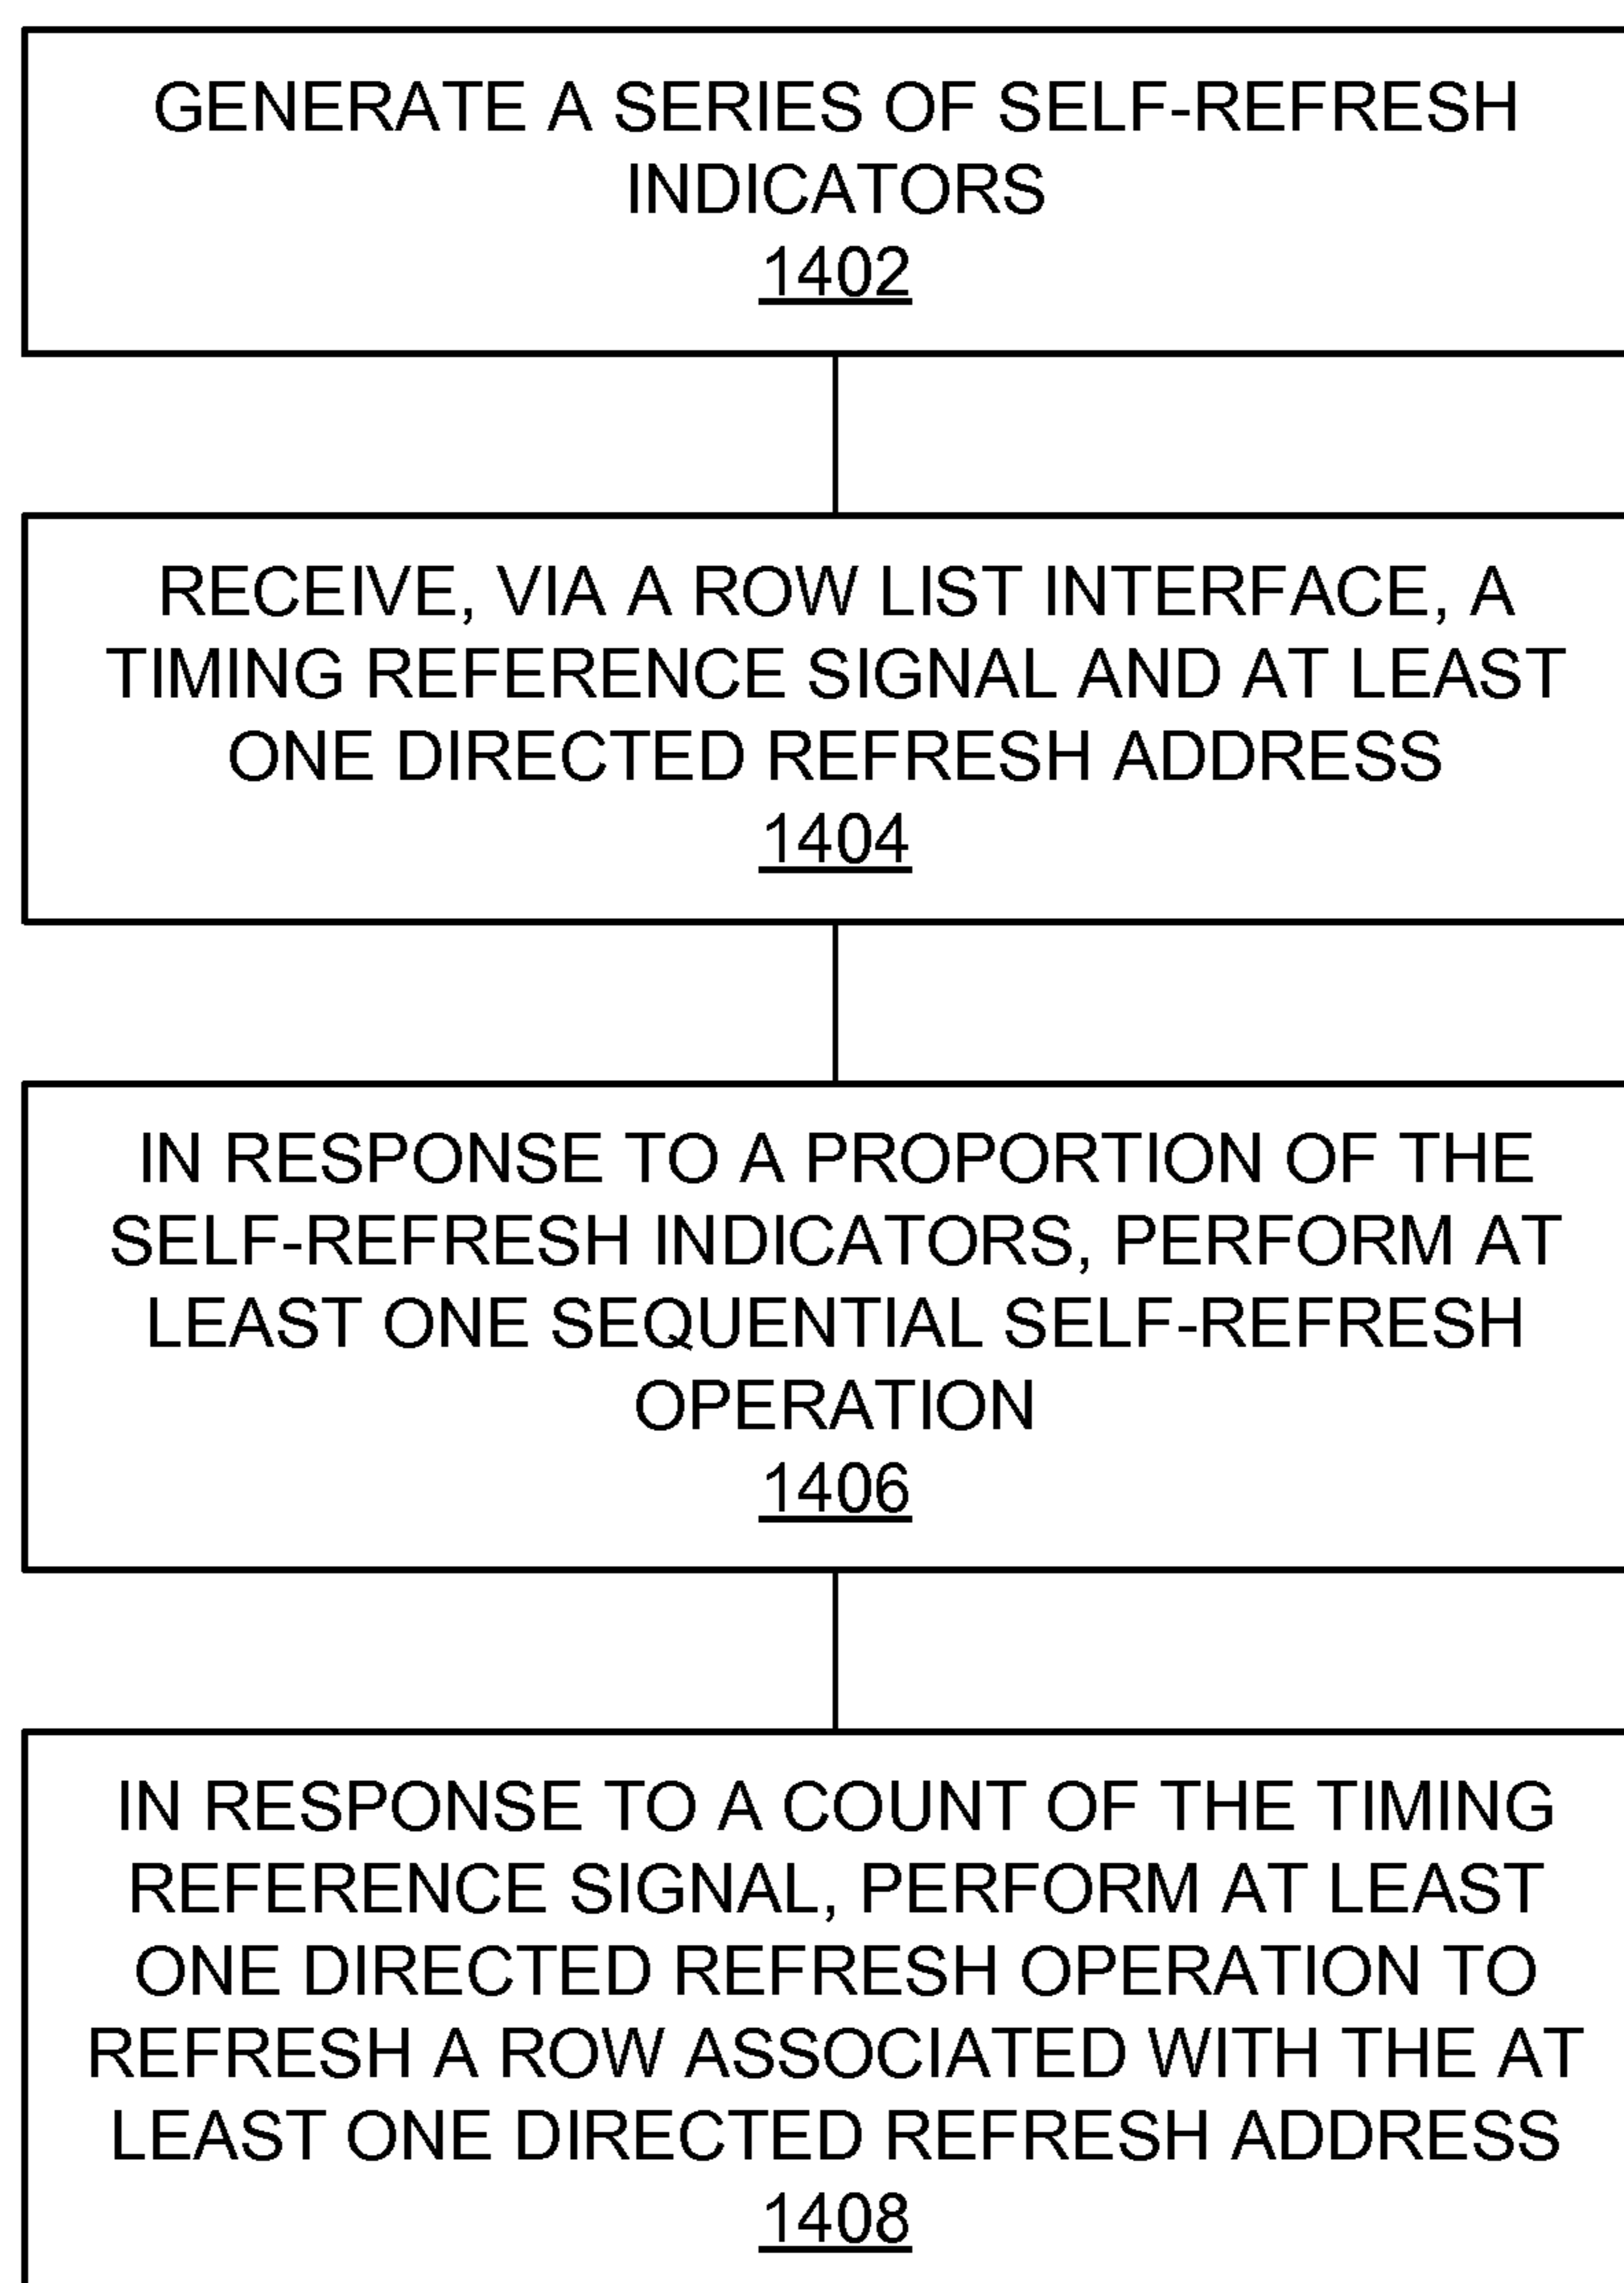 GENERATE A SERIES OF SELF-REFRESH
INDICATORS
1402
RECEIVE, VIA A ROW LIST INTERFACE, A
TIMING REFERENCE SIGNAL AND AT LEAST
ONE DIRECTED REFRESH ADDRESS
1404
IN RESPONSE TO A PROPORTION OF THE
SELF-REFRESH INDICATORS, PERFORM AT
LEAST ONE SEQUENTIAL SELF-REFRESH
OPERATION
1406
IN RESPONSE TO A COUNT OF THE TIMING
REFERENCE SIGNAL, PERFORM AT LEAST
ONE DIRECTED REFRESH OPERATION TO
REFRESH A ROW ASSOCIATED WITH THE AT
LEAST ONE DIRECTED REFRESH ADDRESS
1408